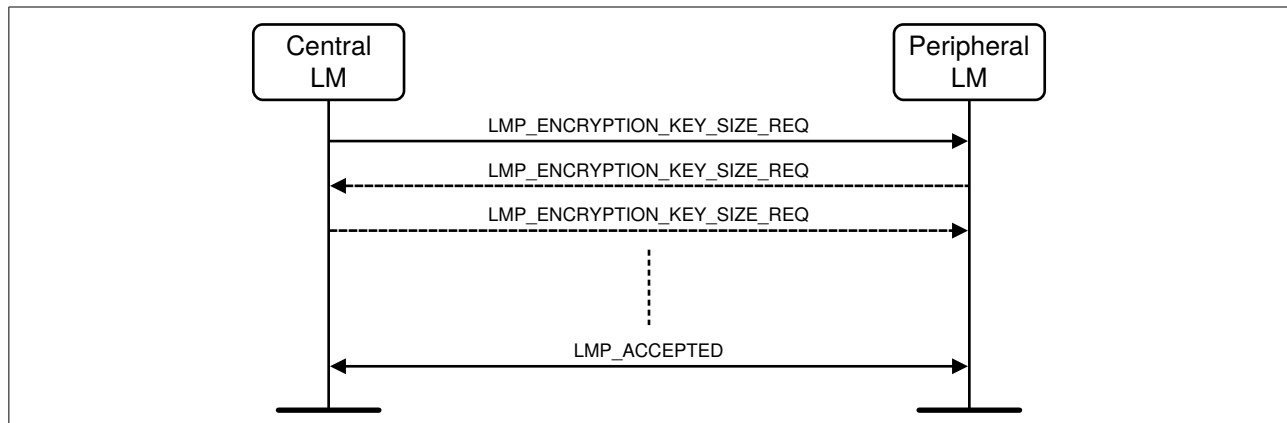 Central
LM
Peripheral
LM
LMP_ENCRYPTION_KEY_SIZE_REQ
LMP_ENCRYPTION_KEY_SIZE_REQ
LMP_ENCRYPTION_KEY_SIZE_REQ
LMP_ACCEPTED